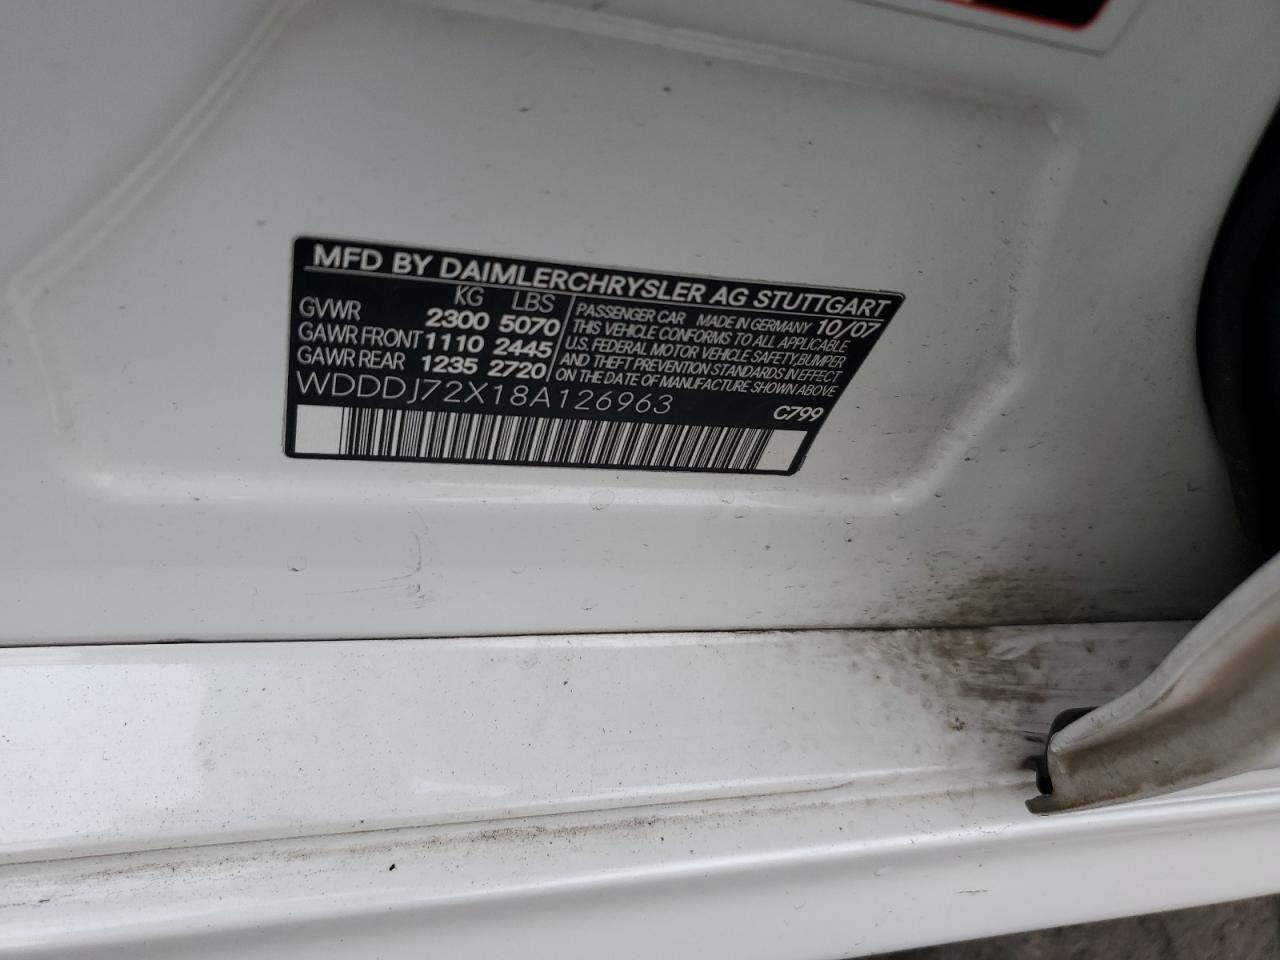 MFD BY DAIMLERCHRYSLER AG STUTTGART
KG LBS
GVWR 2300 5070
GAWR FRONT 1110 2445
GAWR REAR 1235 2720
PASSENGER CAR MADE IN GERMANY 10/07
THIS VEHICLE CONFORMS TO ALL APPLICABLE
U.S. FEDERAL MOTOR VEHICLE SAFETY, BUMPER
AND THEFT PREVENTION STANDARDS IN EFFECT
ON THE DATE OF MANUFACTURE SHOWN ABOVE
WDDDJ72X18A126963
C799